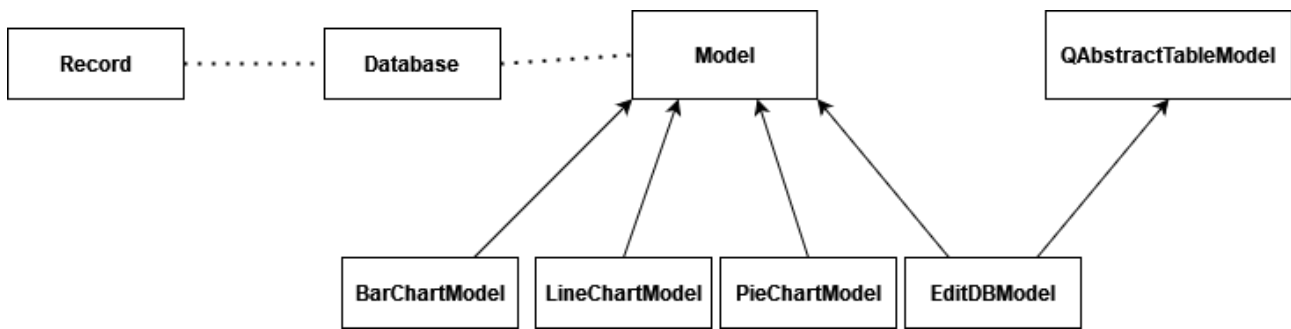 Record
Database
Model
QAbstractTableModel
BarChartModel
LineChartModel
PieChartModel
EditDBModel